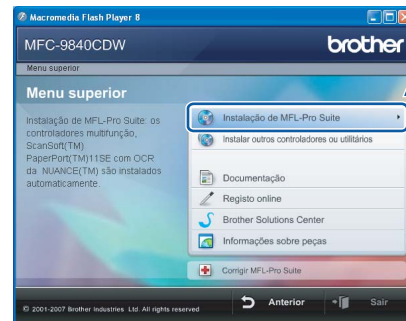 Macromedia Flash Player 8
MFC-9840CDW
brother
Menu superior
Menu superior
Instalação de MFL-Pro Suite: os
controladores multifunção,
ScanSoft(TM)
PaperPort(TM)11SE com OCR
da NUANCE(TM) são instalados
automaticamente.
Instalação de MFL-Pro Suite
Instalar outros controladores ou utilitários
Documentação
Registo online
Brother Solutions Center
Informações sobre peças
Corrigir MFL-Pro Suite
© 2001-2007 Brother Industries Ltd. All rights reserved
Anterior
Sair